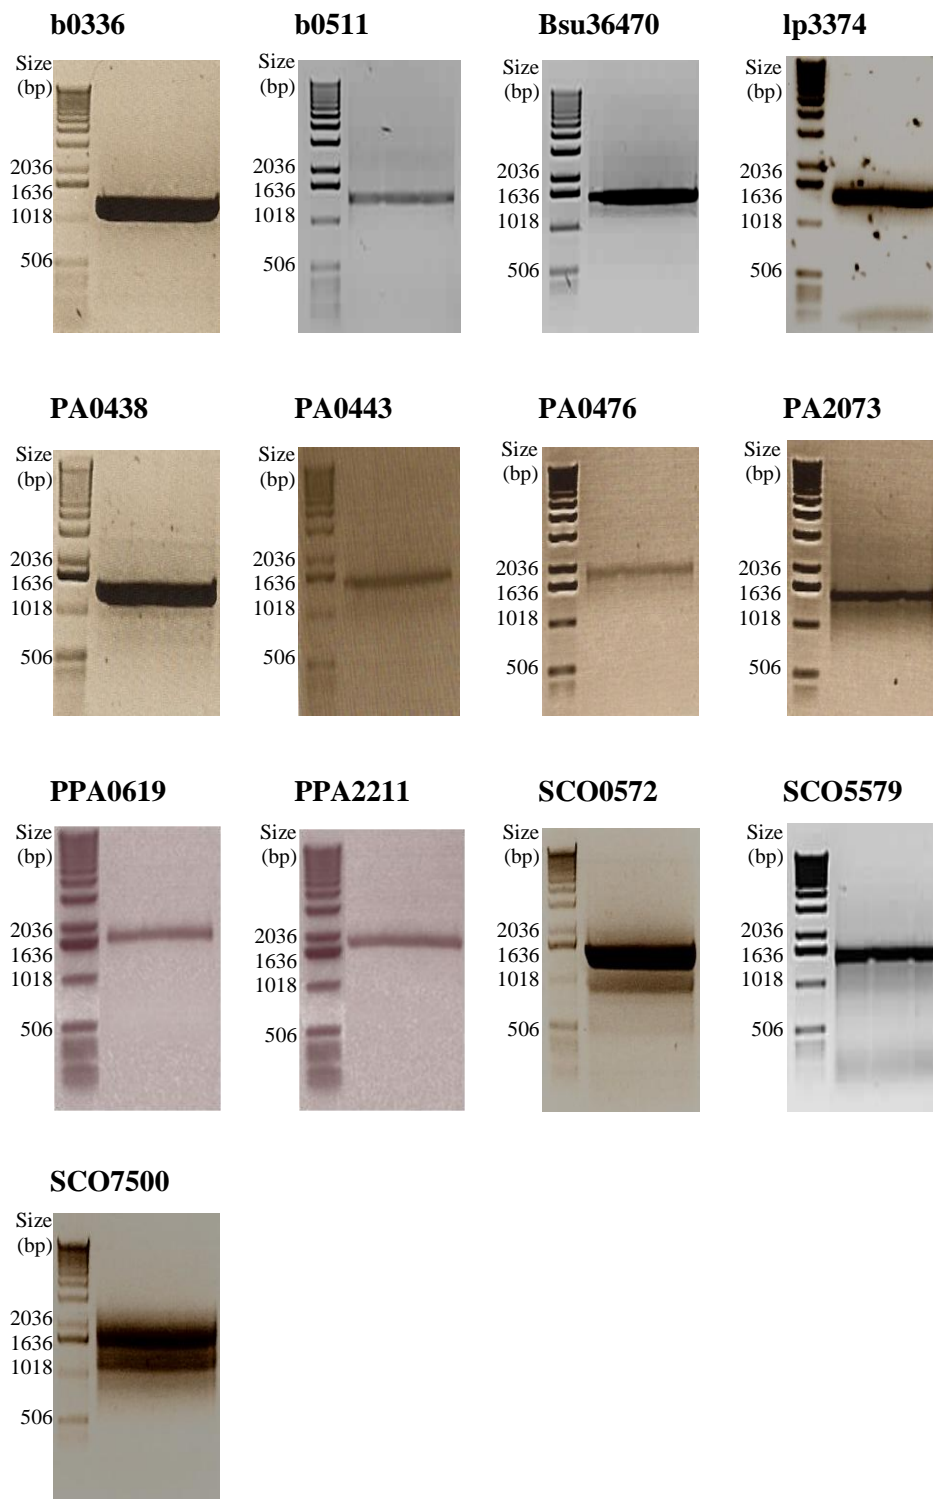 b0336
Size
(bp)
2036
1636
1018
506
b0511
Size
(bp)
2036
1636
1018
506
Bsu36470
Size
(bp)
2036
1636
1018
506
lp3374
Size
(bp)
2036
1636
1018
506
PA0438
Size
(bp)
2036
1636
1018
506
PA0443
Size
(bp)
2036
1636
1018
506
PA0476
Size
(bp)
2036
1636
1018
506
PA2073
Size
(bp)
2036
1636
1018
506
PPA0619
Size
(bp)
2036
1636
1018
506
PPA2211
Size
(bp)
2036
1636
1018
506
SCO0572
Size
(bp)
2036
1636
1018
506
SCO5579
Size
(bp)
2036
1636
1018
506
SCO7500
Size
(bp)
2036
1636
1018
506